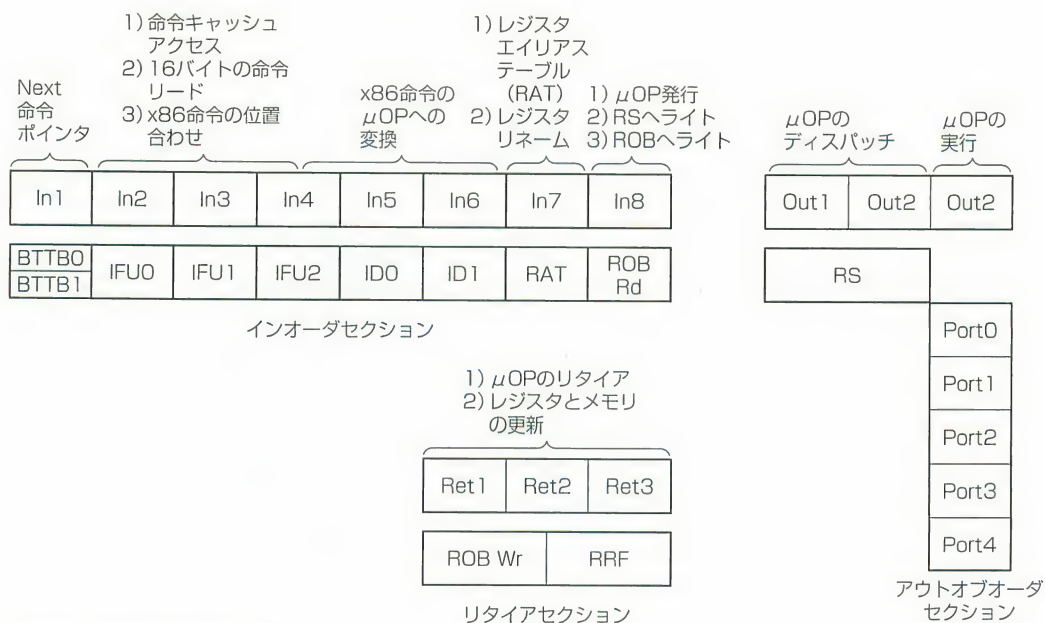 Next
命令
ポインタ
1) 命令キャッシュ
アクセス
2) 16バイトの命令
リード
3) x86命令の位置
合わせ
x86命令の
μOPへの
変換
1) レジスタ
エイリアス
テーブル
(RAT)
2) レジスタ
リネーム
1) μOP発行
2) RSへライト
3) ROBへライト
μOPの
ディスパッチ
μOPの
実行
In1 In2 In3 In4 In5 In6 In7 In8
Out1 Out2 Out2
BTTB0
BTTB1
IFU0 IFU1 IFU2 ID0 ID1 RAT
ROB
Rd
RS
インオーダセクション
Port0
Port1
Port2
Port3
Port4
アウトオブオーダ
セクション
1) μOPのリタイア
2) レジスタとメモリ
の更新
Ret1 Ret2 Ret3
ROB Wr RRF
リタイアセクション